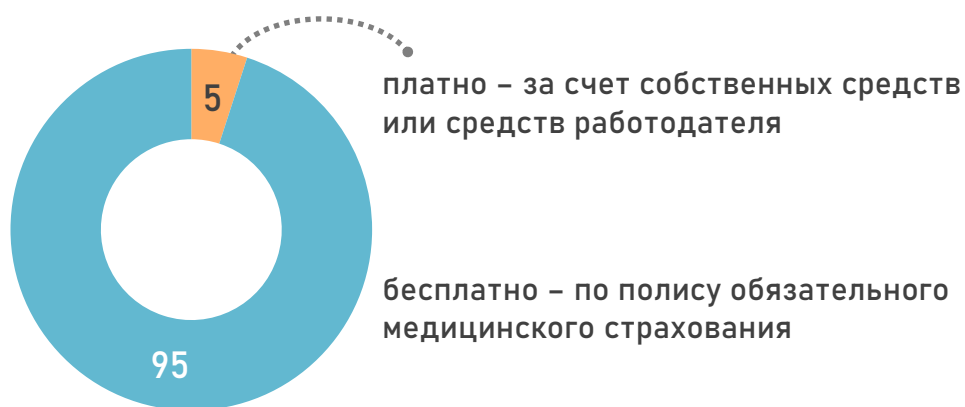 5
платно – за счет собственных средств
или средств работодателя
бесплатно – по полису обязательного
медицинского страхования
95